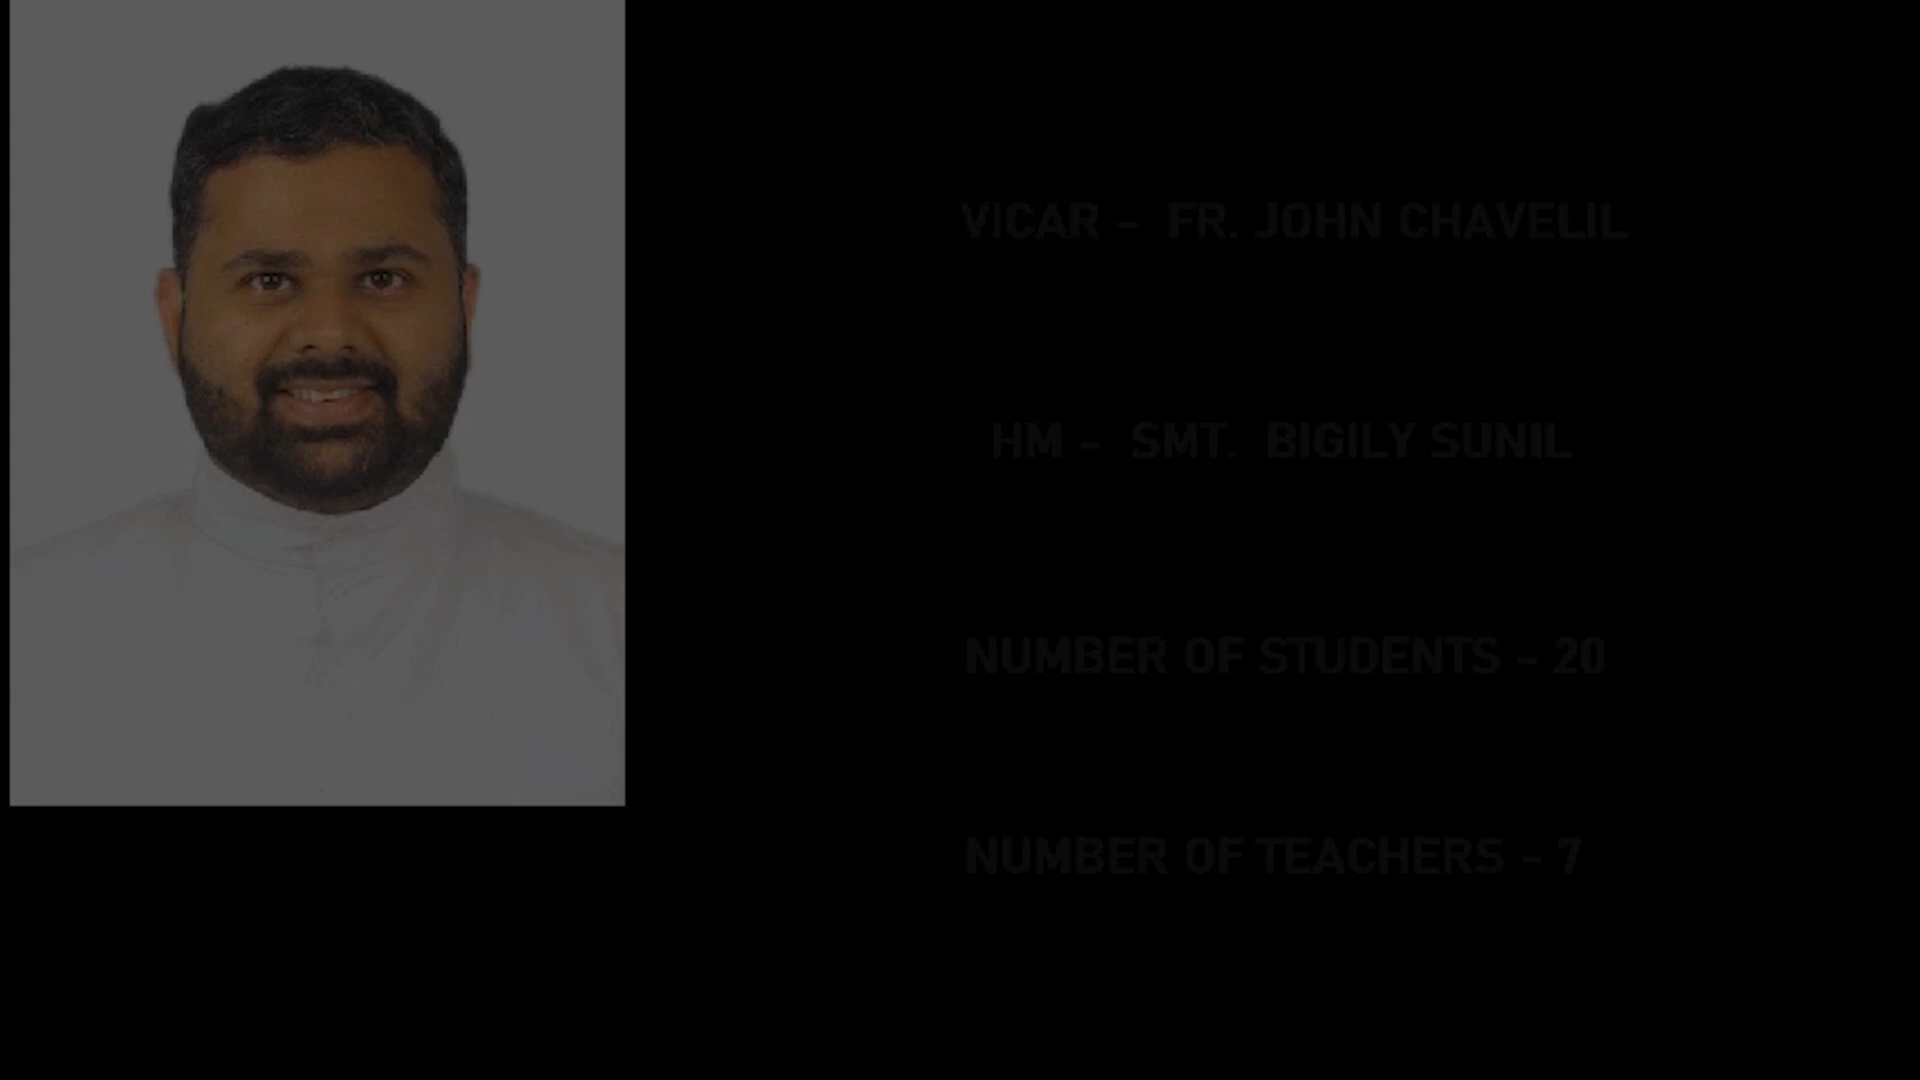 VICAR - FR. JOHN CHAVELIL
HM - SMT. BIGILY SUNIL
NUMBER OF STUDENTS - 20
NUMBER OF TEACHERS - 7